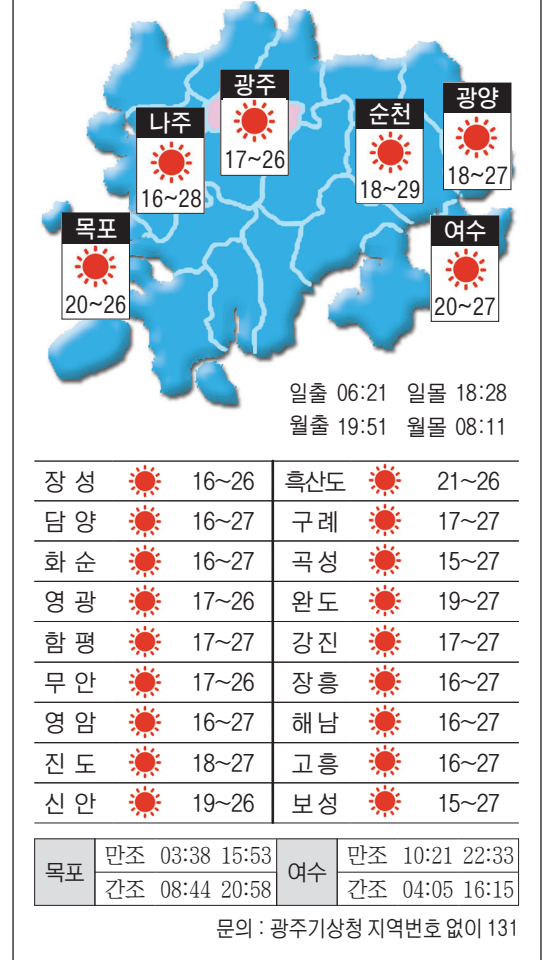 광주
17~26
나주
16~28
순천
18~29
광양
18~27
목포
20~26
여수
20~27
일출 06:21 일몰 18:28
월출 19:51 월몰 08:11
장 성 16~26 흑산도 21~26
담 양 16~27 구 례 17~27
화 순 16~27 곡 성 15~27
영 광 17~26 완 도 19~27
함 평 17~27 강 진 17~27
무 안 17~26 장 흥 16~27
영 암 16~27 해 남 16~27
진 도 18~27 고 흥 16~27
신 안 19~26 보 성 15~27
목포 만조 03:38 15:53 여수 만조 10:21 22:33
간조 08:44 20:58 간조 04:05 16:15
문의 : 광주기상청 지역번호 없이 131